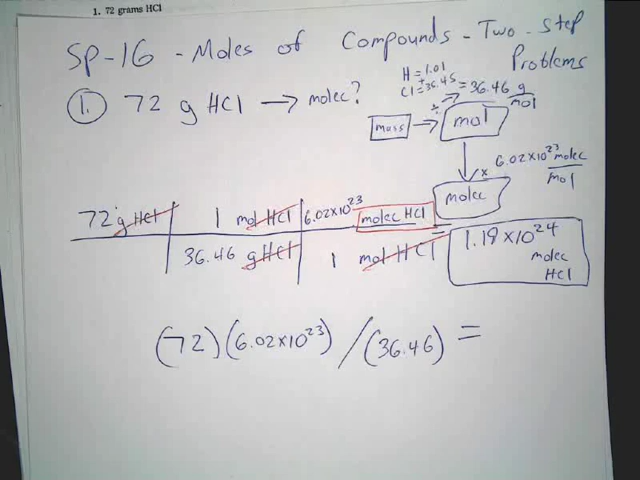 1. 72 grams HCl
SP-16 - Moles of Compounds - Two-Step Problems
1. 72 g HCl → molec?
H = 1.01
+ Cl = 35.45 = 36.46 g/mol
mass → ÷ mol
× 6.02×10²³ molec/mol
molec
72 g HCl | 1 mol HCl | 6.02×10²³ molec HCl = 1.19×10²⁴ molec HCl
36.46 g HCl | 1 mol HCl
(72)(6.02×10²³)/(36.46) =